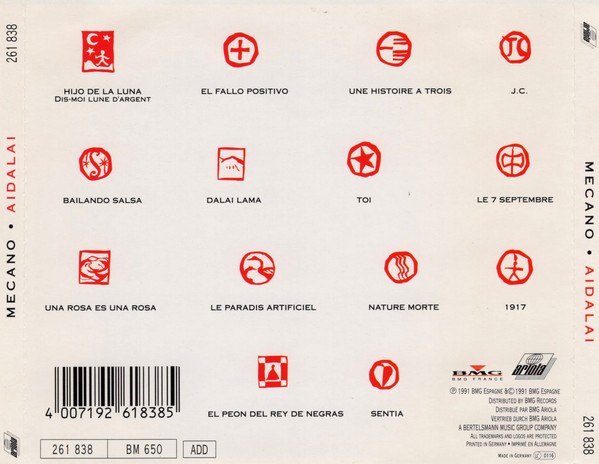 261 838
MECANO • AIDALAI
HIJO DE LA LUNA
DIS-MOI LUNE D'ARGENT
EL FALLO POSITIVO
UNE HISTOIRE A TROIS
J.C.
BAILANDO SALSA
DALAI LAMA
TOI
LE 7 SEPTEMBRE
UNA ROSA ES UNA ROSA
LE PARADIS ARTIFICIEL
NATURE MORTE
1917
EL PEON DEL REY DE NEGRAS
SENTIA
4 007192 618385
261 838
BM 650
ADD
BMG
BMG FRANCE
ariola
℗ 1991 BMG ESPAGNE &© 1991 BMG ESPAGNE
DISTRIBUTED BY BMG RECORDS
DISTRIBUÉ PAR BMG ARIOLA
VERTRIEB DURCH BMG ARIOLA
A BERTELSMANN MUSIC GROUP COMPANY
ALL TRADEMARKS AND LOGOS ARE PROTECTED
PRINTED IN GERMANY • IMPRIMÉ EN ALLEMAGNE
MADE IN GERMANY
LC 0116
ariola
MECANO • AIDALAI
261 838
ariola